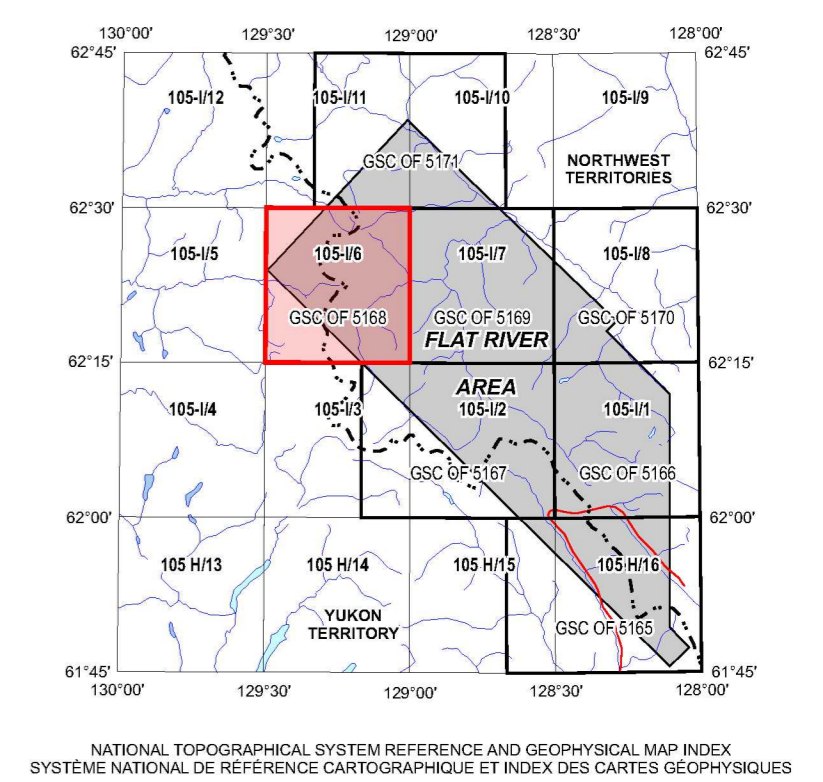 130°00' 129°30' 129°00' 128°30' 128°00'
62°45' 62°45'
105-I/12 105-I/11 105-I/10 105-I/9
GSC OF 5171
NORTHWEST
TERRITORIES
62°30' 62°30'
105-I/5 105-I/6 105-I/7 105-I/8
GSC OF 5168 GSC OF 5169 GSC OF 5170
FLAT RIVER
62°15' 62°15'
AREA
105-I/4 105-I/3 105-I/2 105-I/1
GSC OF 5167 GSC OF 5166
62°00' 62°00'
105 H/13 105 H/14 105 H/15 105 H/16
YUKON
TERRITORY
GSC OF 5165
61°45' 61°45'
130°00' 129°30' 129°00' 128°30' 128°00'
NATIONAL TOPOGRAPHICAL SYSTEM REFERENCE AND GEOPHYSICAL MAP INDEX
SYSTÈME NATIONAL DE RÉFÉRENCE CARTOGRAPHIQUE ET INDEX DES CARTES GÉOPHYSIQUES